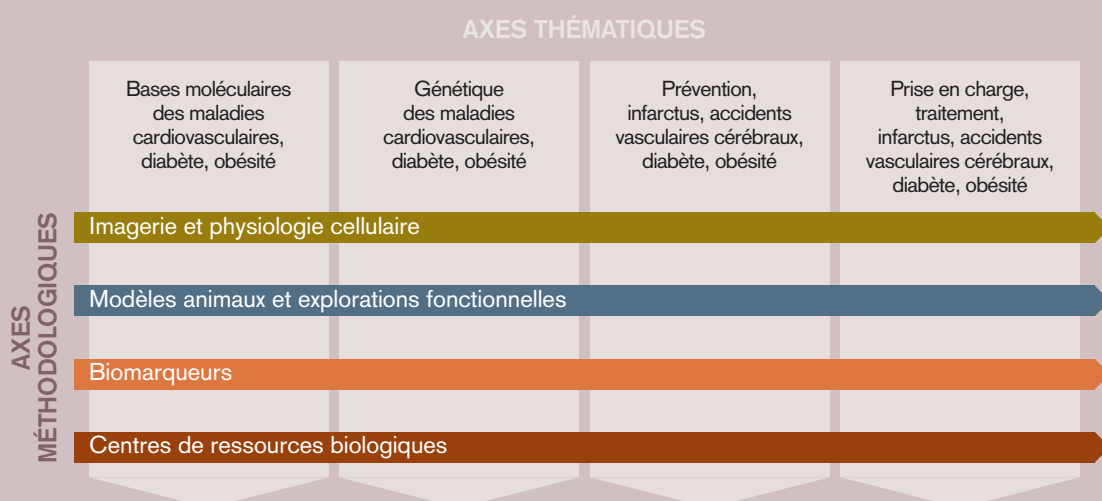 AXES THÉMATIQUES
Bases moléculaires
des maladies
cardiovasculaires,
diabète, obésité
Génétique
des maladies
cardiovasculaires,
diabète, obésité
Prévention,
infarctus, accidents
vasculaires cérébraux,
diabète, obésité
Prise en charge,
traitement,
infarctus, accidents
vasculaires cérébraux,
diabète, obésité
AXES
MÉTHODOLOGIQUES
Imagerie et physiologie cellulaire
Modèles animaux et explorations fonctionnelles
Biomarqueurs
Centres de ressources biologiques